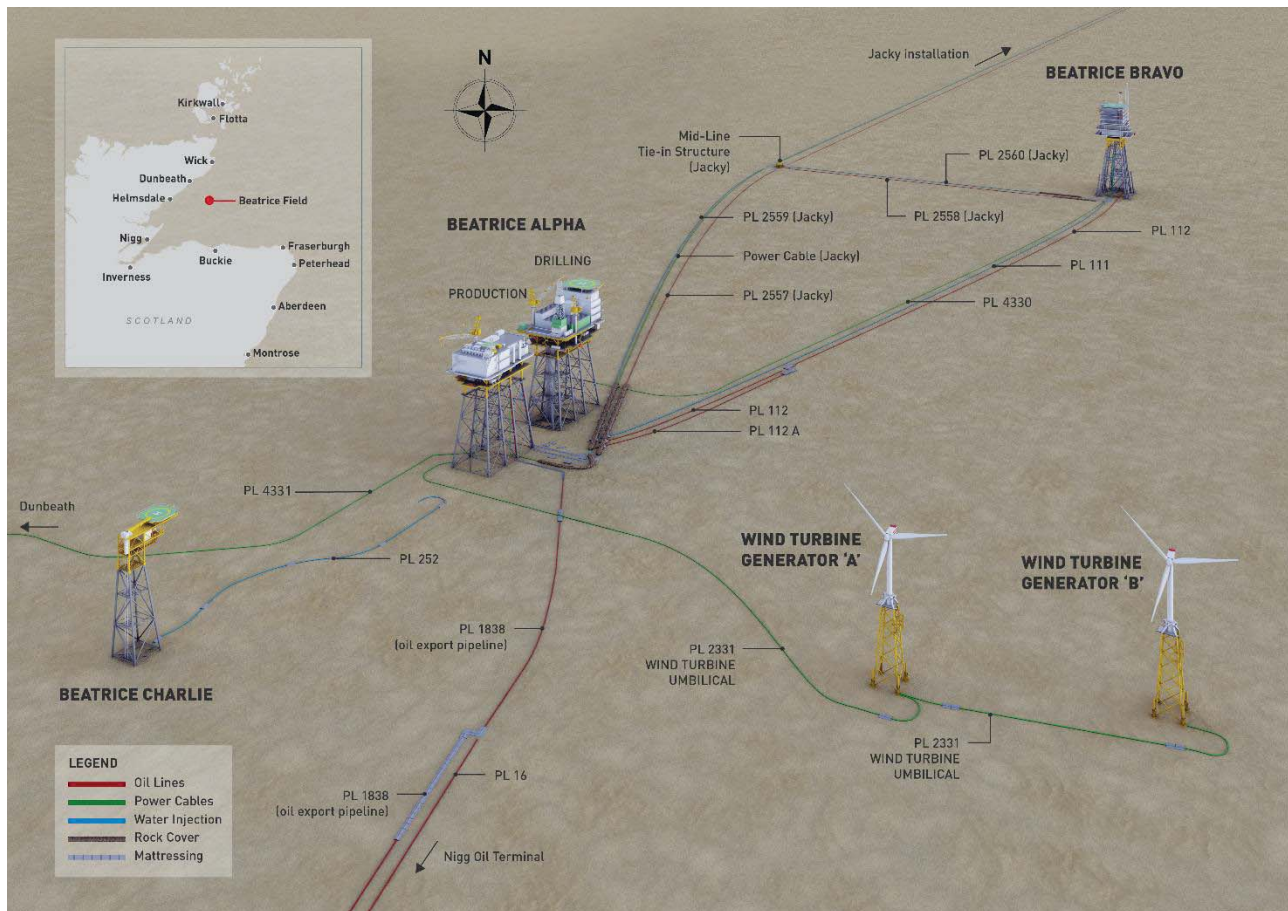 Kirkwall
Flotta
Wick
Dunbeath
Helmsdale
Beatrice Field
Nigg
Inverness
Buckie
Fraserburgh
Peterhead
Aberdeen
SCOTLAND
Montrose
N
Jacky installation
BEATRICE BRAVO
Mid-Line
Tie-in Structure
(Jacky)
PL 2560 (Jacky)
PL 2559 (Jacky)
PL 2558 (Jacky)
BEATRICE ALPHA
DRILLING
PRODUCTION
Power Cable (Jacky)
PL 2557 (Jacky)
PL 112
PL 111
PL 4330
PL 112
PL 112 A
PL 4331
Dunbeath
PL 252
BEATRICE CHARLIE
WIND TURBINE
GENERATOR ‘A’
WIND TURBINE
GENERATOR ‘B’
PL 1838
(oil export pipeline)
PL 2331
WIND TURBINE
UMBILICAL
PL 2331
WIND TURBINE
UMBILICAL
PL 16
PL 1838
(oil export pipeline)
Nigg Oil Terminal
LEGEND
Oil Lines
Power Cables
Water Injection
Rock Cover
Mattressing